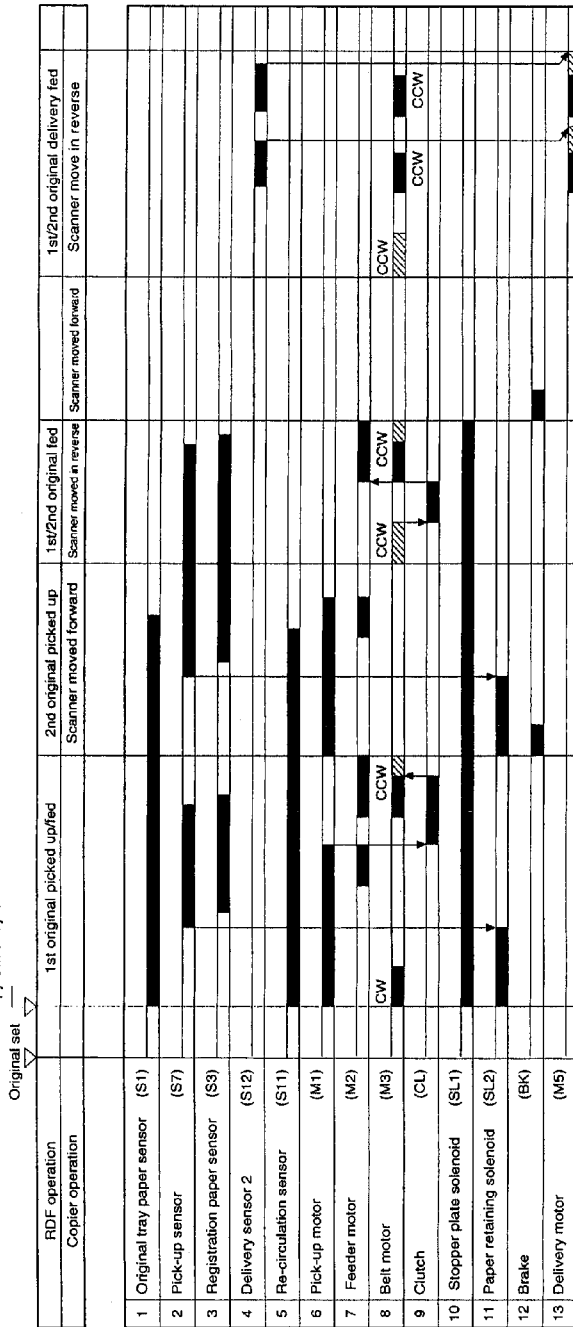 Original set
RDF operation
1st original picked up/fed
2nd original picked up
1st/2nd original fed
1st/2nd original delivery fed
Copier operation
Scanner moved forward
Scanner moved in reverse
Scanner moved forward
Scanner move in reverse
1 Original tray paper sensor (S1)
2 Pick-up sensor (S7)
3 Registration paper sensor (S3)
4 Delivery sensor 2 (S12)
5 Re-circulation sensor (S11)
6 Pick-up motor (M1)
7 Feeder motor (M2)
8 Belt motor (M3)
CW
CCW
CCW
CCW
CCW
CCW
CCW
9 Clutch (CL)
10 Stopper plate solenoid (SL1)
11 Paper retaining solenoid (SL2)
12 Brake (BK)
13 Delivery motor (M5)